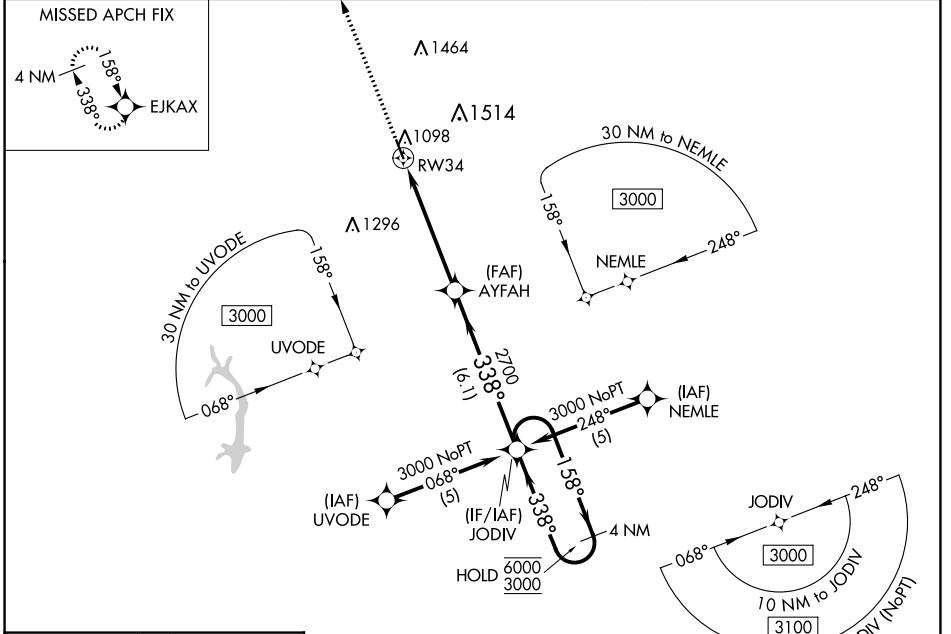 MISSED APCH FIX
4 NM
158°
338°
EJKAX
1464
1514
1098
RW34
1296
30 NM to NEMLE
3000
158°
248°
NEMLE
30 NM to UVODE
3000
158°
UVODE
068°
(FAF)
AYFAH
2700
338°
(6.1)
(IAF)
NEMLE
3000 NoPT
248°
(5)
3000 NoPT
068°
(5)
(IAF)
UVODE
(IF/IAF)
JODIV
158°
338°
4 NM
HOLD 6000
3000
JODIV
248°
068°
3000
10 NM to JODIV
3100
DIV (NoPT)